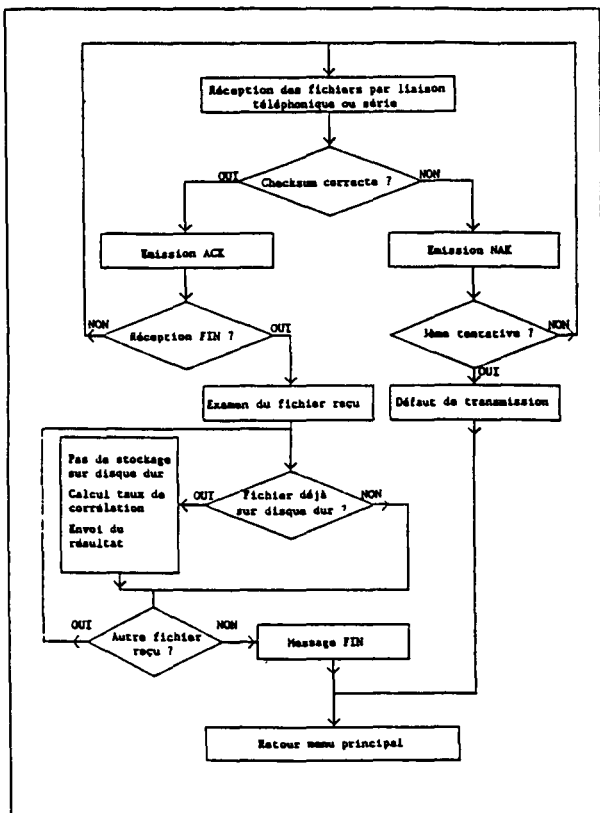 Réception des fichiers par liaison
téléphonique ou série
OUI
Checksum correcte ?
NON
Emission ACK
Emission NAK
NON
Réception FIN ?
OUI
3ème tentative ?
NON
OUI
Examen du fichier reçu
Défaut de transmission
Pas de stockage
sur disque dur
Calcul taux de
corrélation
Envoi du
résultat
OUI
Fichier déjà
sur disque dur ?
NON
OUI
Autre fichier
reçu ?
NON
Message FIN
Retour menu principal